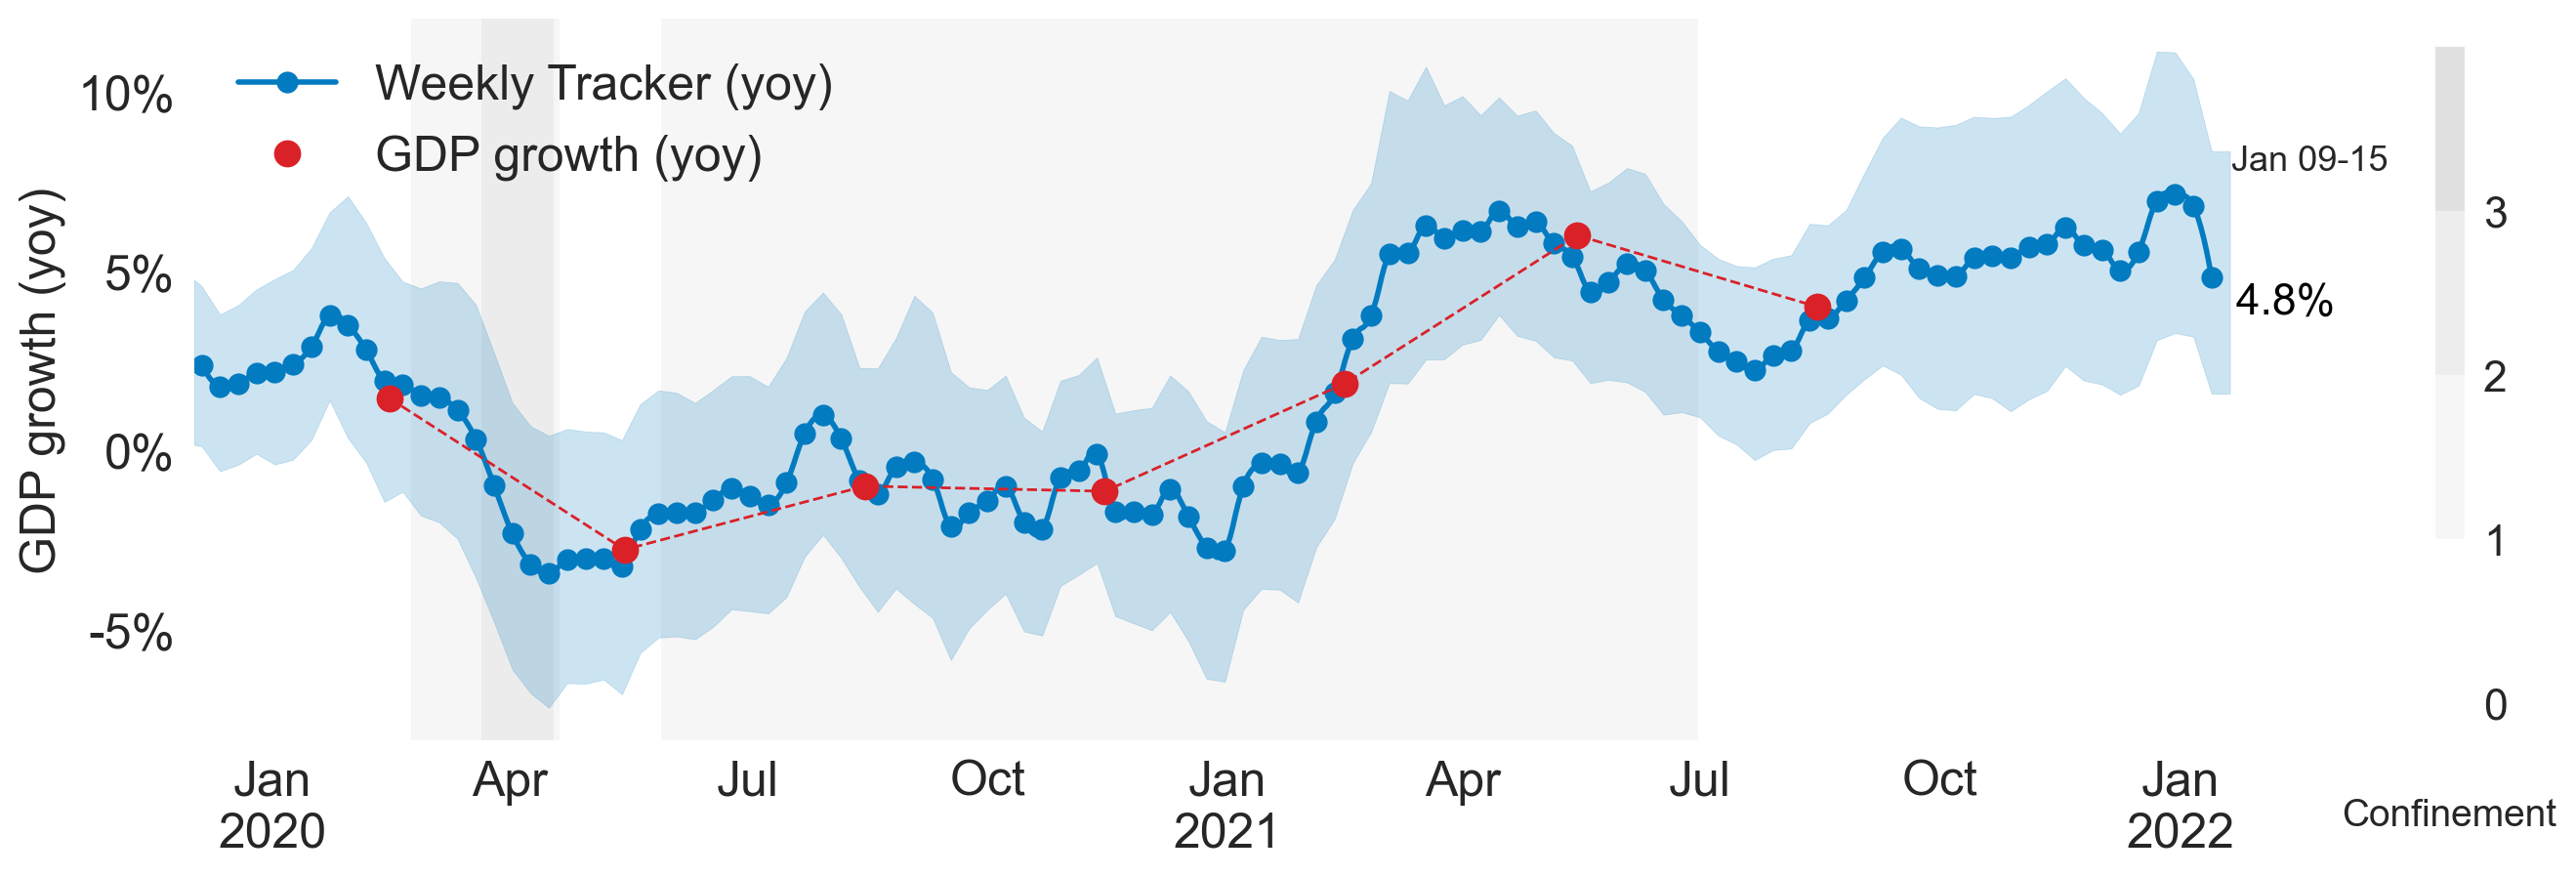 Weekly Tracker (yoy)
GDP growth (yoy)
GDP growth (yoy)
10%
5%
0%
-5%
Jan 09-15
4.8%
3
2
1
0
Confinement
Jan Apr Jul Oct Jan Apr Jul Oct Jan
2020 2021 2022